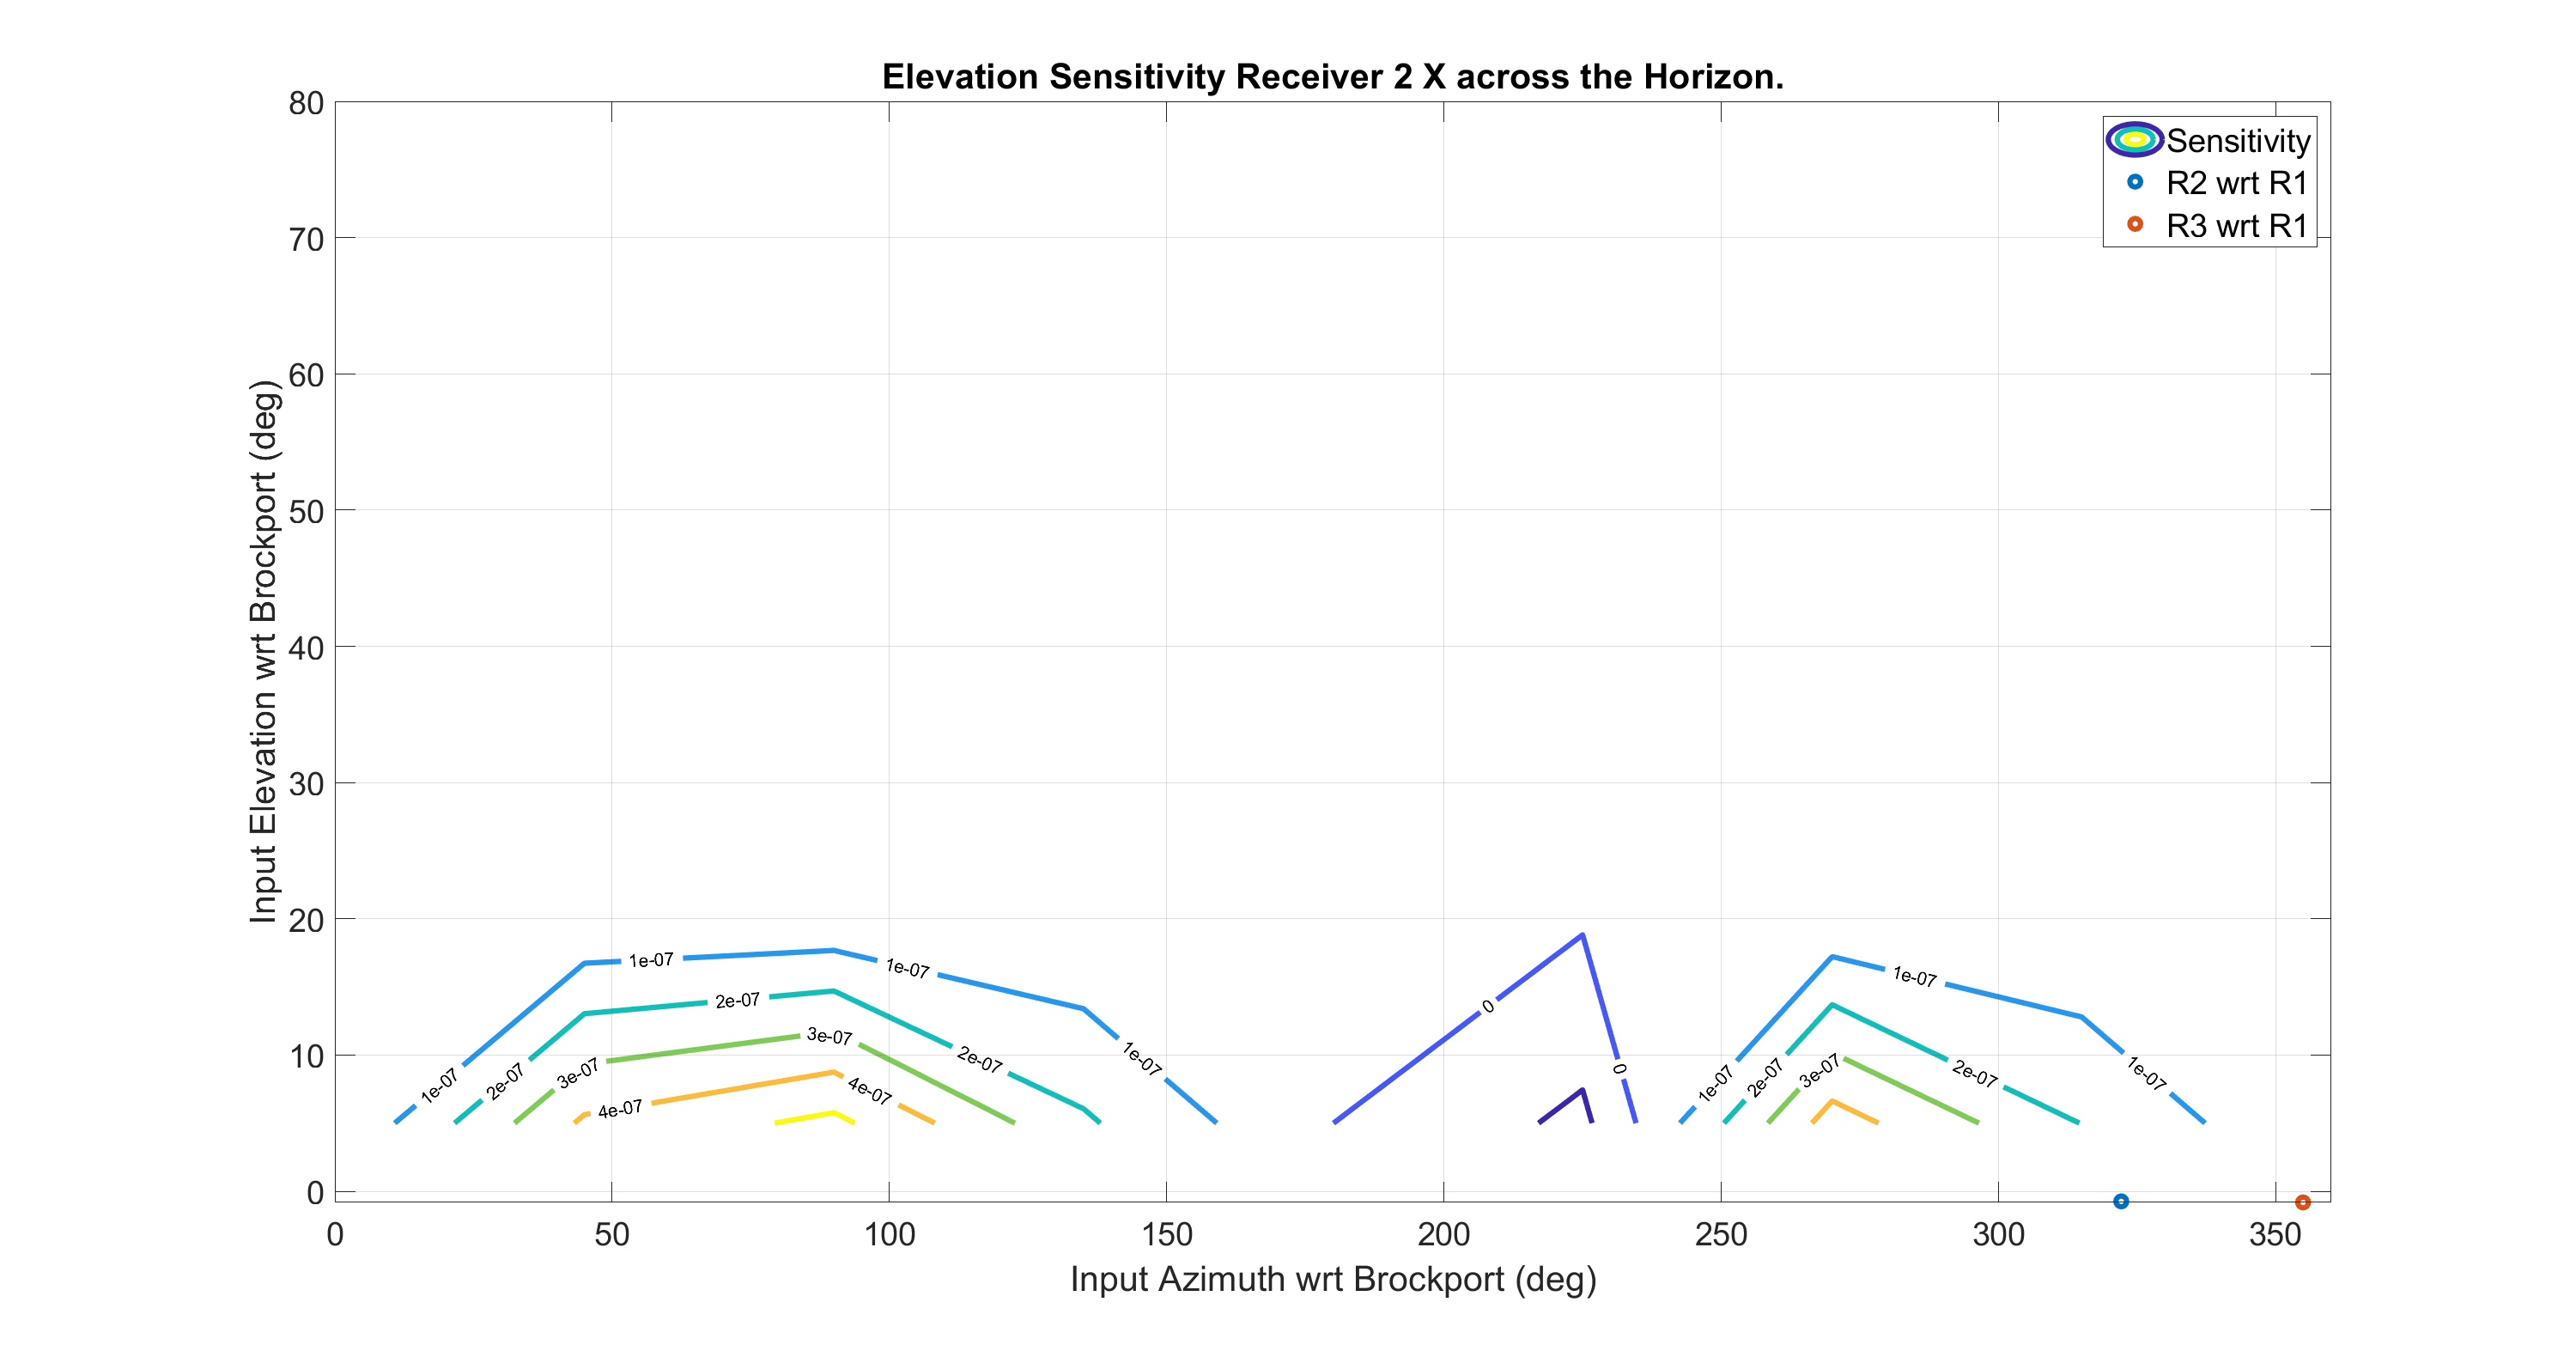 Elevation Sensitivity Receiver 2 X across the Horizon.
Sensitivity
R2 wrt R1
R3 wrt R1
Input Elevation wrt Brockport (deg)
80
70
60
50
40
30
20
10
0
1e-07
1e-07
1e-07
1e-07
2e-07
2e-07
2e-07
3e-07
3e-07
4e-07
4e-07
0
0
1e-07
1e-07
1e-07
2e-07
2e-07
3e-07
0
50
100
150
200
250
300
350
Input Azimuth wrt Brockport (deg)